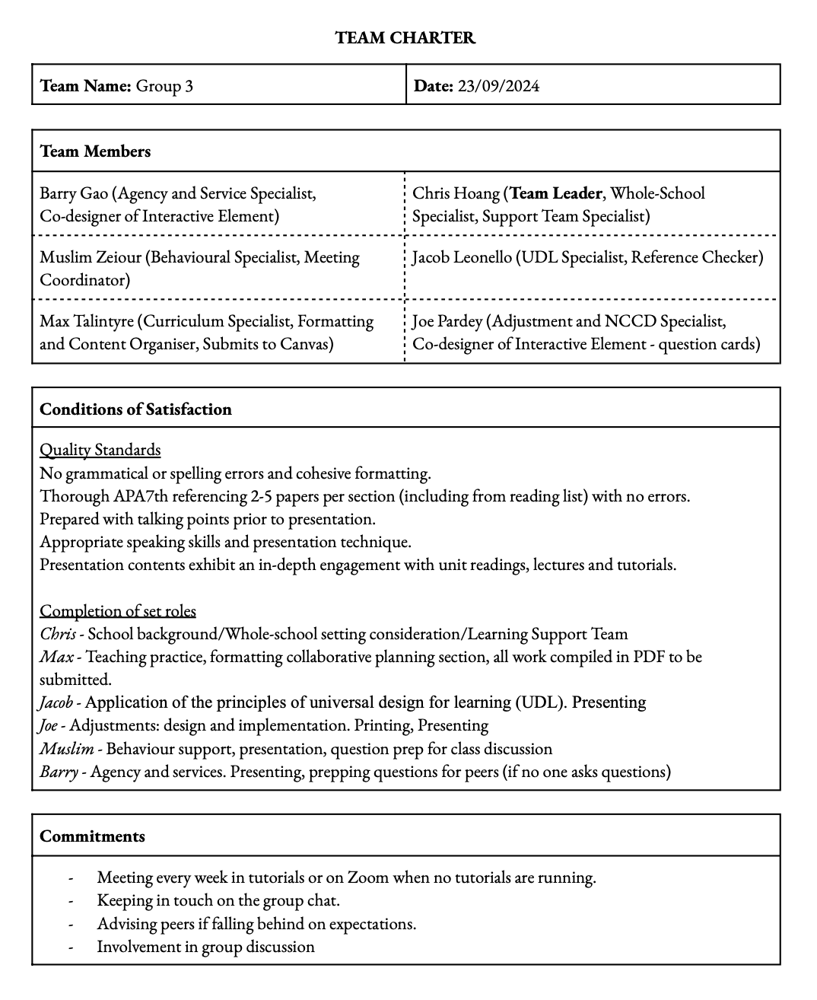 TEAM CHARTER
Team Name: Group 3
Date: 23/09/2024
Team Members
Barry Gao (Agency and Service Specialist,
Co-designer of Interactive Element)
Chris Hoang (Team Leader, Whole-School
Specialist, Support Team Specialist)
Muslim Zeiour (Behavioural Specialist, Meeting
Coordinator)
Jacob Leonello (UDL Specialist, Reference Checker)
Max Talintyre (Curriculum Specialist, Formatting
and Content Organiser, Submits to Canvas)
Joe Pardey (Adjustment and NCCD Specialist,
Co-designer of Interactive Element - question cards)
Conditions of Satisfaction
Quality Standards
No grammatical or spelling errors and cohesive formatting.
Thorough APA7th referencing 2-5 papers per section (including from reading list) with no errors.
Prepared with talking points prior to presentation.
Appropriate speaking skills and presentation technique.
Presentation contents exhibit an in-depth engagement with unit readings, lectures and tutorials.
Completion of set roles
Chris - School background/Whole-school setting consideration/Learning Support Team
Max - Teaching practice, formatting collaborative planning section, all work compiled in PDF to be
submitted.
Jacob - Application of the principles of universal design for learning (UDL). Presenting
Joe - Adjustments: design and implementation. Printing, Presenting
Muslim - Behaviour support, presentation, question prep for class discussion
Barry - Agency and services. Presenting, prepping questions for peers (if no one asks questions)
Commitments
- Meeting every week in tutorials or on Zoom when no tutorials are running.
- Keeping in touch on the group chat.
- Advising peers if falling behind on expectations.
- Involvement in group discussion